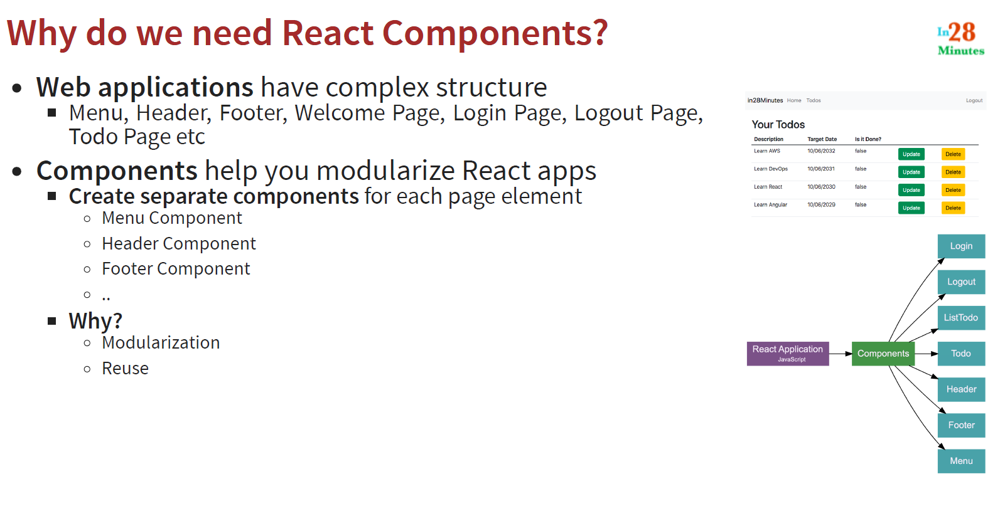 Why do we need React Components?
In28
Minutes
Web applications have complex structure
Menu, Header, Footer, Welcome Page, Login Page, Logout Page,
Todo Page etc
Components help you modularize React apps
Create separate components for each page element
Menu Component
Header Component
Footer Component
..
Why?
Modularization
Reuse
in28Minutes Home Todos Logout
Your Todos
Description Target Date Is it Done?
Learn AWS 10/06/2032 false Update Delete
Learn DevOps 10/06/2031 false Update Delete
Learn React 10/06/2030 false Update Delete
Learn Angular 10/06/2029 false Update Delete
React Application
JavaScript
Components
Login
Logout
ListTodo
Todo
Header
Footer
Menu